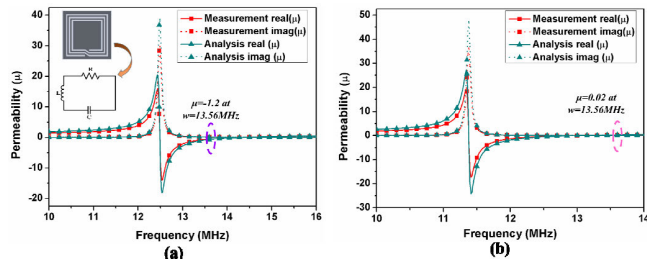 Permeability (μ)
40
30
20
10
0
-10
-20
R
L
C
Measurement real(μ)
Measurement imag(μ)
Analysis real (μ)
Analysis imag (μ)
μ=-1.2 at
w=13.56MHz
10 11 12 13 14 15 16
Frequency (MHz)
(a)
Permeability (μ)
50
40
30
20
10
0
-10
-20
-30
Measurement real(μ)
Measurement imag(μ)
Analysis real (μ)
Analysis imag (μ)
μ=0.02 at
w=13.56MHz
10 11 12 13 14
Frequency (MHz)
(b)